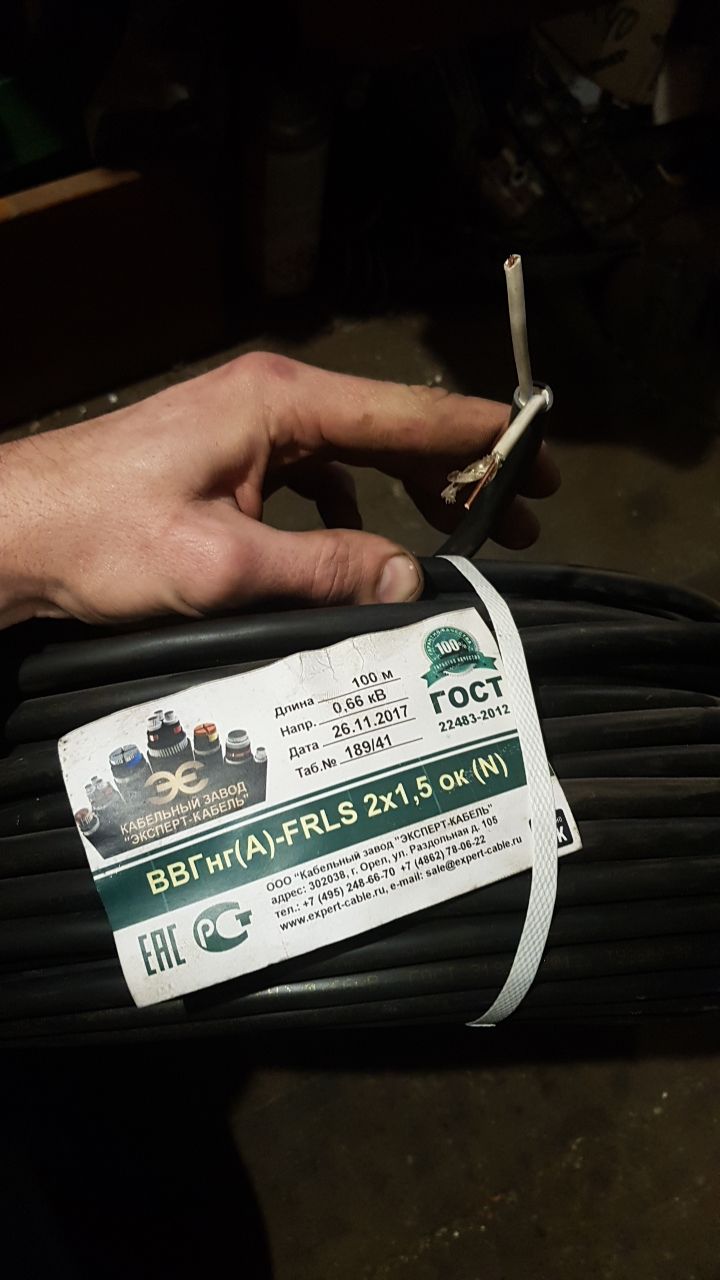 Длина 100 м
Напр. 0,66 кВ
Дата 26.11.2017
Таб.№ 189/41
100%
ГОСТ
22483-2012
ЭЄ
КАБЕЛЬНЫЙ ЗАВОД
"ЭКСПЕРТ-КАБЕЛЬ"
ВВГнг(А)-FRLS 2х1,5 ок (N)
ООО "Кабельный завод "ЭКСПЕРТ-КАБЕЛЬ"
адрес: 302038, г. Орел, ул. Раздольная д. 105
тел.: +7 (495) 248-66-70 +7 (4862) 78-06-22
www.expert-cable.ru, e-mail: sale@expert-cable.ru
ЕАС
РСТ